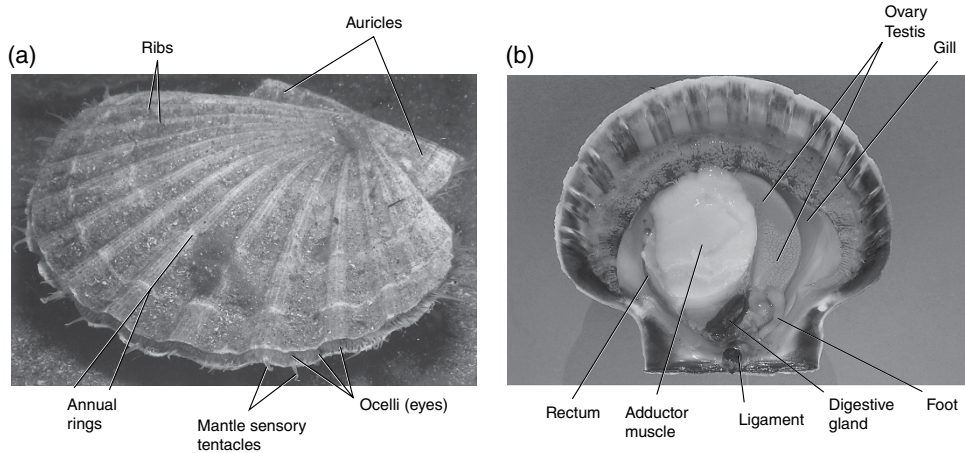 (a)
Ribs
Auricles
Annual
rings
Mantle sensory
tentacles
Ocelli (eyes)
(b)
Ovary
Testis
Gill
Rectum
Adductor
muscle
Ligament
Digestive
gland
Foot